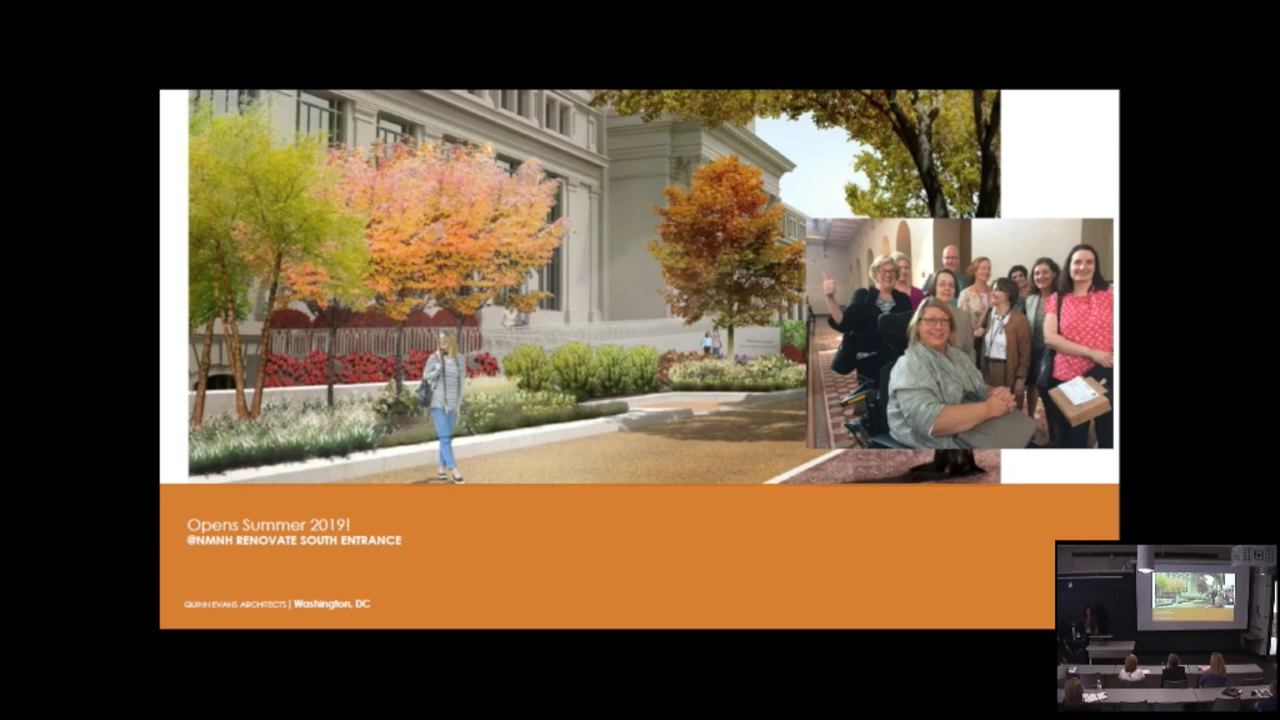 Opens Summer 2019!
@NMNH RENOVATE SOUTH ENTRANCE
QUINN EVANS ARCHITECTS | Washington, DC